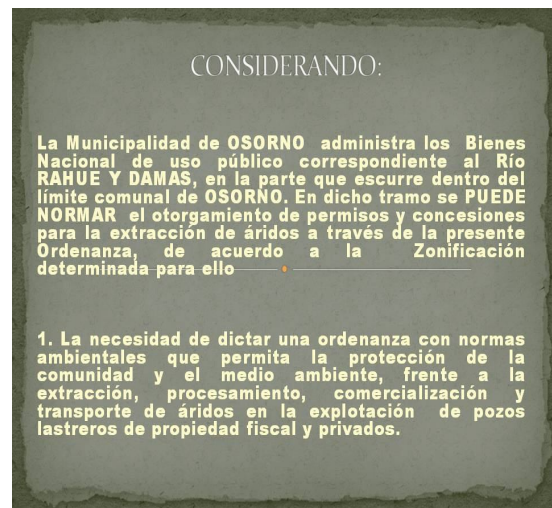 CONSIDERANDO:
La Municipalidad de OSORNO administra los Bienes
Nacional de uso público correspondiente al Río
RAHUE Y DAMAS, en la parte que escurre dentro del
límite comunal de OSORNO. En dicho tramo se PUEDE
NORMAR el otorgamiento de permisos y concesiones
para la extracción de áridos a través de la presente
Ordenanza, de acuerdo a la Zonificación
determinada para ello
1. La necesidad de dictar una ordenanza con normas
ambientales que permita la protección de la
comunidad y el medio ambiente, frente a la
extracción, procesamiento, comercialización y
transporte de áridos en la explotación de pozos
lastreros de propiedad fiscal y privados.